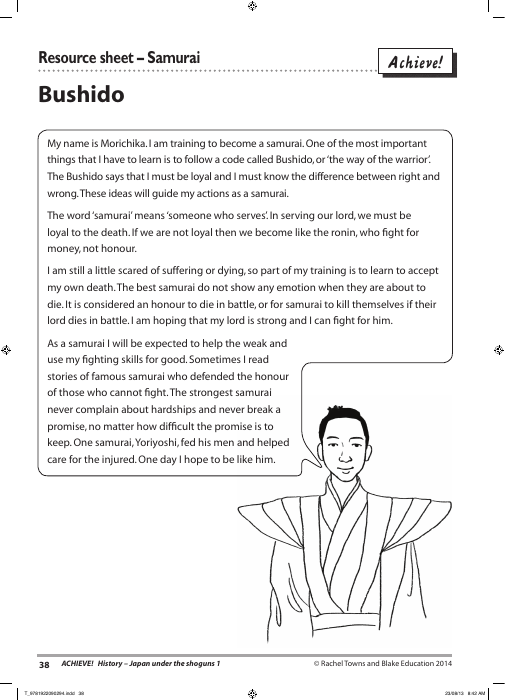 Resource sheet – Samurai
Achieve!
Bushido
My name is Morichika. I am training to become a samurai. One of the most important
things that I have to learn is to follow a code called Bushido, or ‘the way of the warrior’.
The Bushido says that I must be loyal and I must know the difference between right and
wrong. These ideas will guide my actions as a samurai.
The word ‘samurai’ means ‘someone who serves’. In serving our lord, we must be
loyal to the death. If we are not loyal then we become like the ronin, who fight for
money, not honour.
I am still a little scared of suffering or dying, so part of my training is to learn to accept
my own death. The best samurai do not show any emotion when they are about to
die. It is considered an honour to die in battle, or for samurai to kill themselves if their
lord dies in battle. I am hoping that my lord is strong and I can fight for him.
As a samurai I will be expected to help the weak and
use my fighting skills for good. Sometimes I read
stories of famous samurai who defended the honour
of those who cannot fight. The strongest samurai
never complain about hardships and never break a
promise, no matter how difficult the promise is to
keep. One samurai, Yoriyoshi, fed his men and helped
care for the injured. One day I hope to be like him.
38 ACHIEVE! History – Japan under the shoguns 1 © Rachel Towns and Blake Education 2014
T_9781922090294.indd 38 23/08/13 8:42 AM